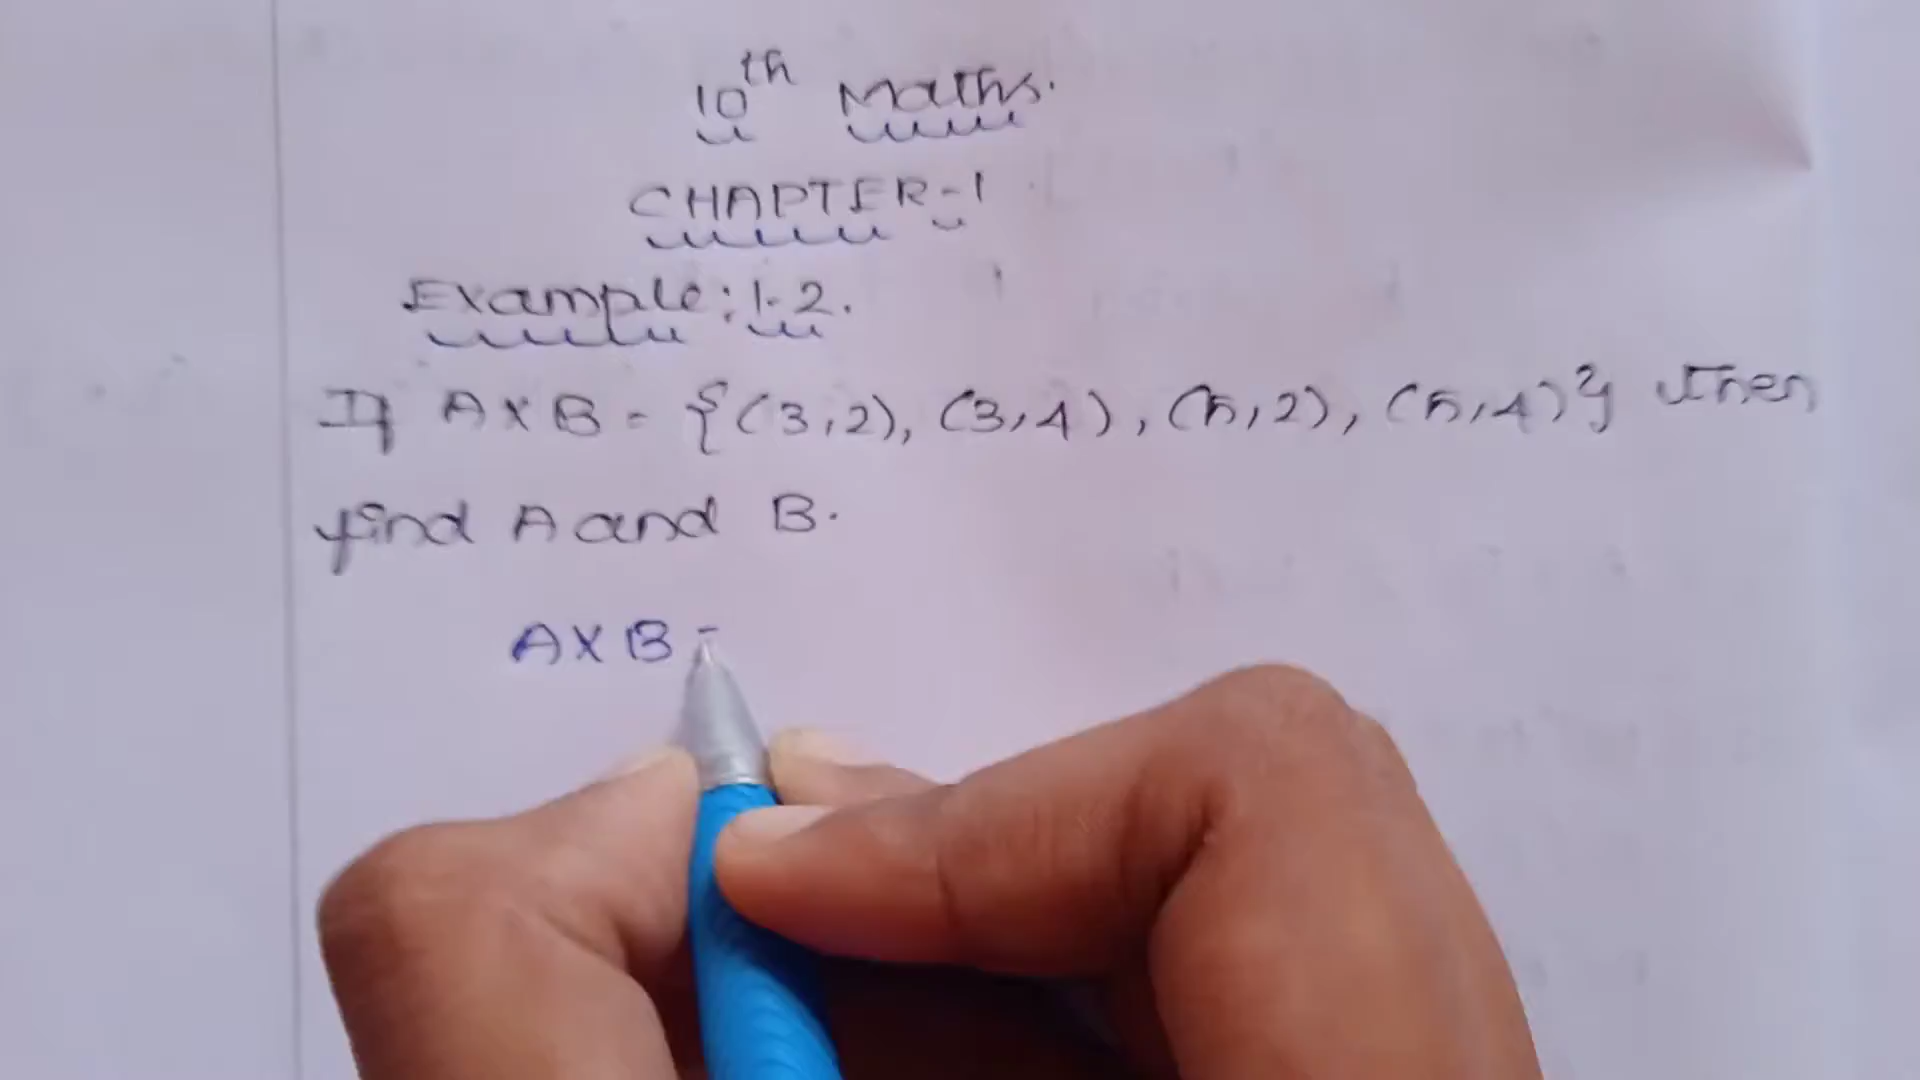 10th Maths.
CHAPTER-1
Example: 1.2.
If A×B = {(3,2), (3,4), (5,2), (5,4)} then
find A and B.
A×B =